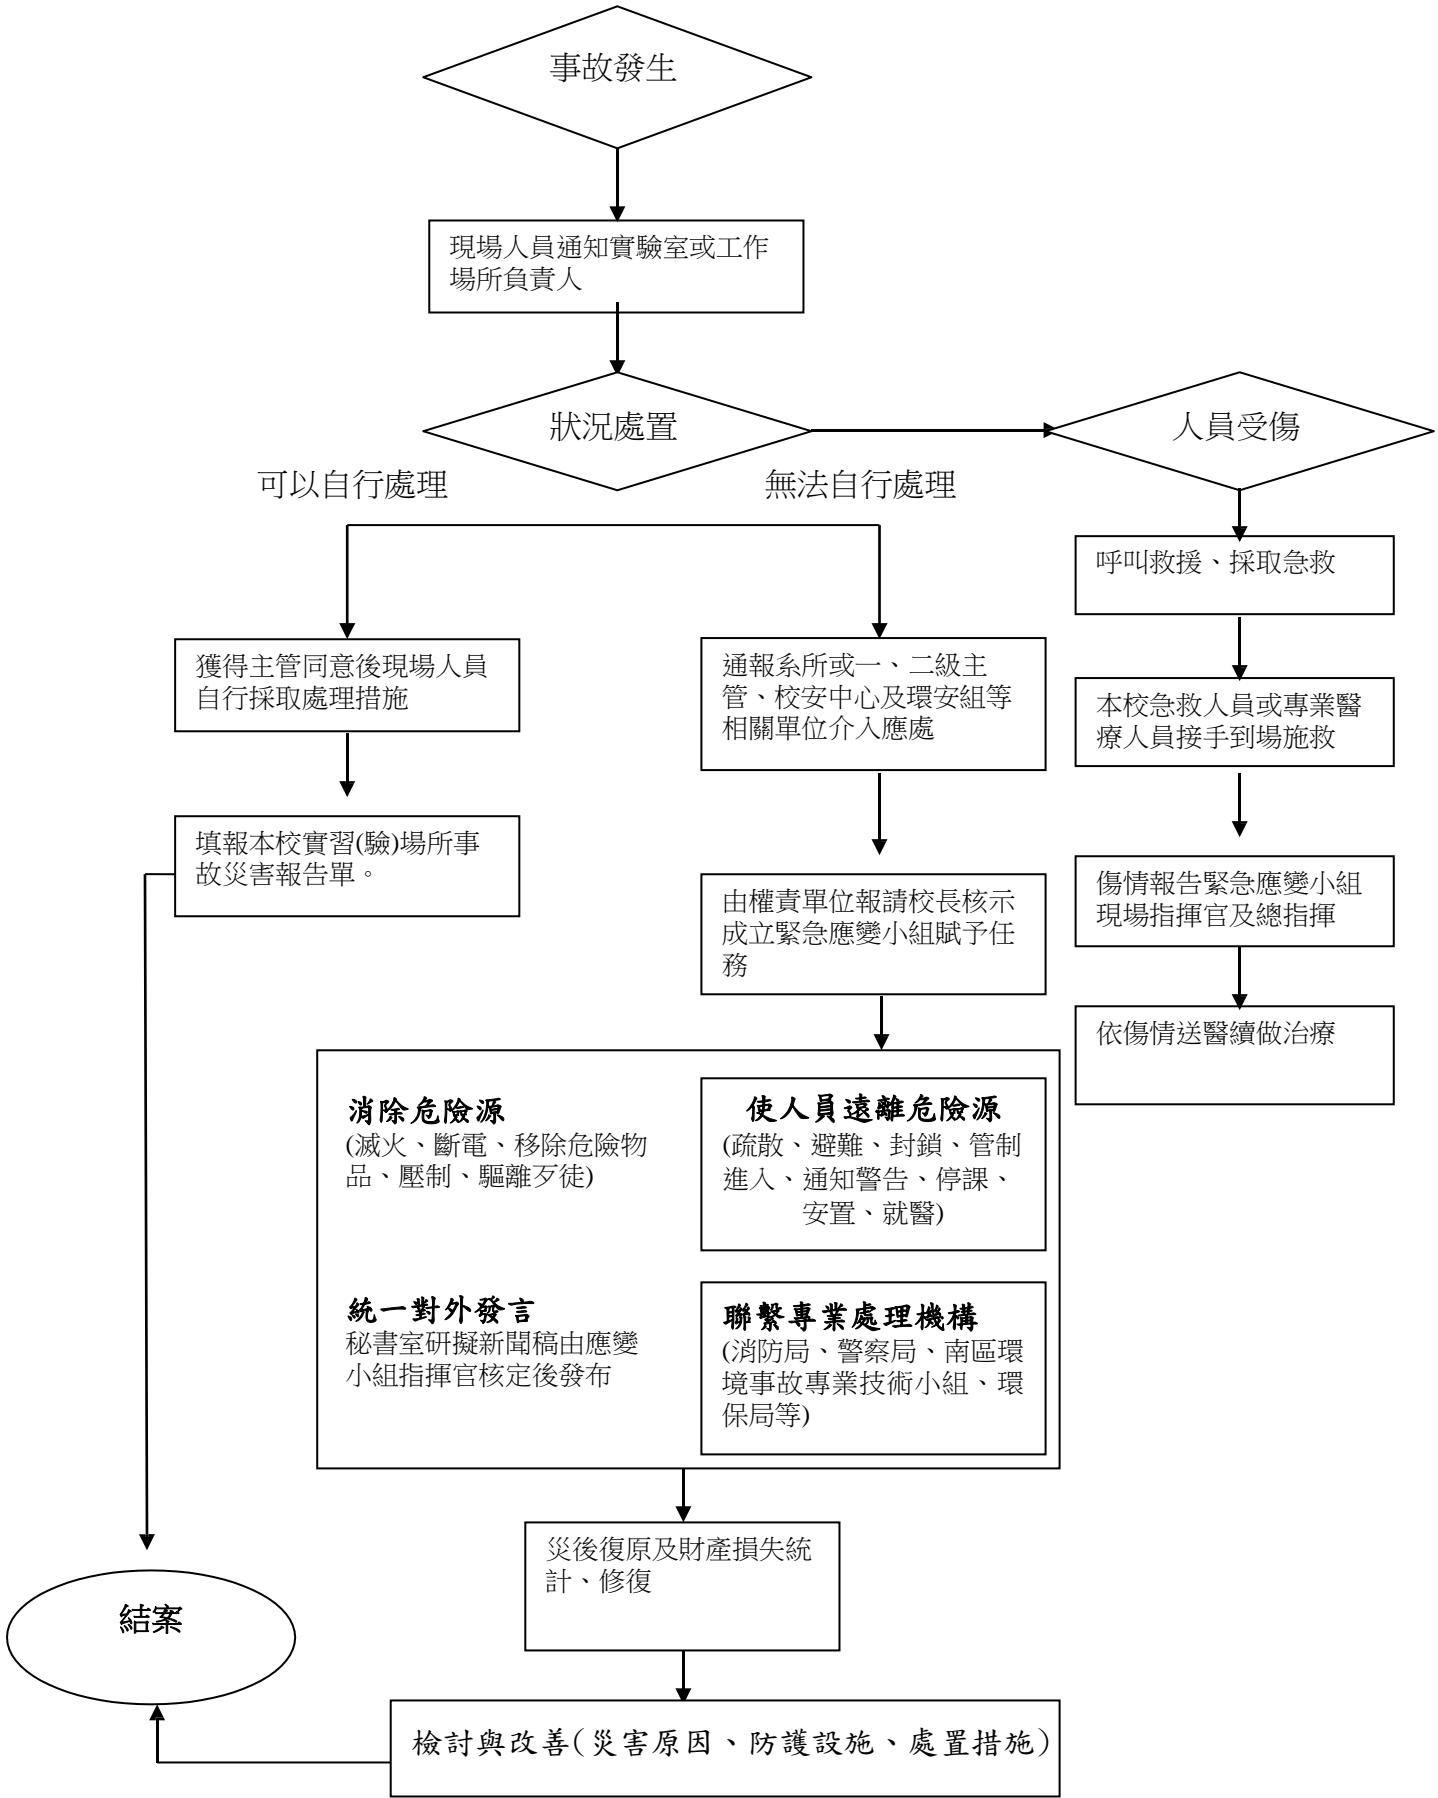 事故發生
現場人員通知實驗室或工作
場所負責人
狀況處置
人員受傷
可以自行處理
無法自行處理
呼叫救援、採取急救
獲得主管同意後現場人員
自行採取處理措施
通報系所或一、二級主
管、校安中心及環安組等
相關單位介入應處
本校急救人員或專業醫
療人員接手到場施救
填報本校實習(驗)場所事
故災害報告單。
由權責單位報請校長核示
成立緊急應變小組賦予任
務
傷情報告緊急應變小組
現場指揮官及總指揮
依傷情送醫續做治療
消除危險源
(滅火、斷電、移除危險物
品、壓制、驅離歹徒)
使人員遠離危險源
(疏散、避難、封鎖、管制
進入、通知警告、停課、
安置、就醫)
統一對外發言
秘書室研擬新聞稿由應變
小組指揮官核定後發布
聯繫專業處理機構
(消防局、警察局、南區環
境事故專業技術小組、環
保局等)
災後復原及財產損失統
計、修復
結案
檢討與改善(災害原因、防護設施、處置措施)